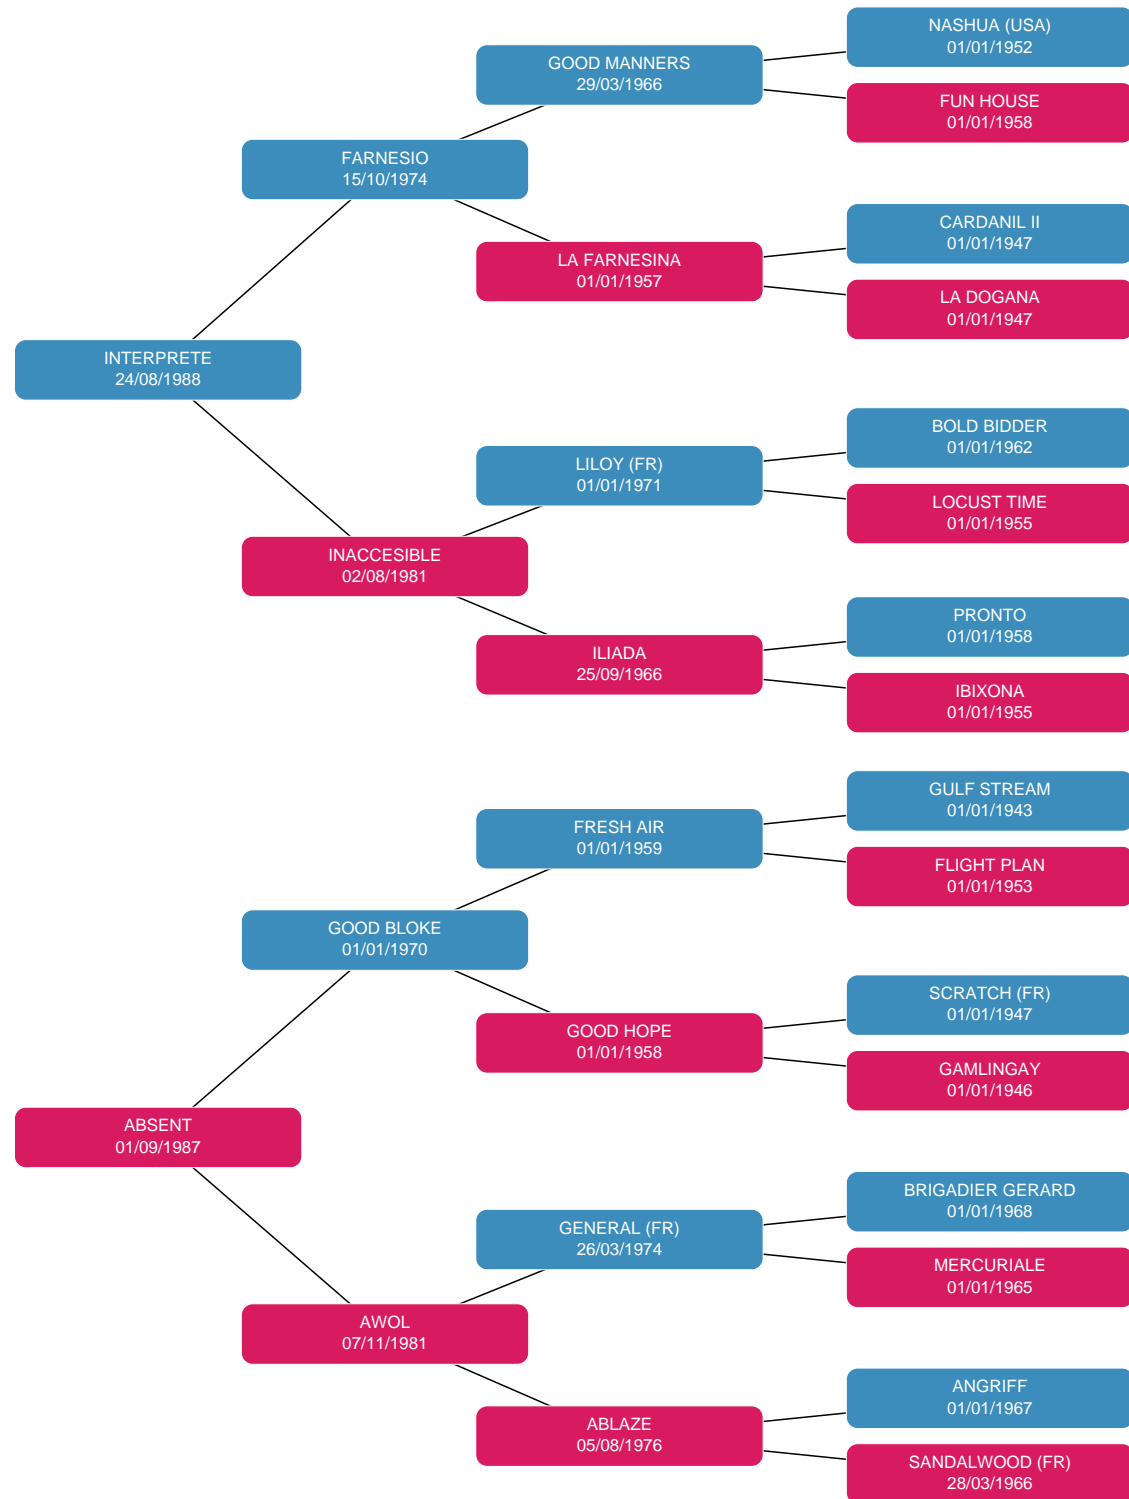 NASHUA (USA)
01/01/1952
GOOD MANNERS
29/03/1966
FUN HOUSE
01/01/1958
FARNESIO
15/10/1974
CARDANIL II
01/01/1947
LA FARNESINA
01/01/1957
LA DOGANA
01/01/1947
INTERPRETE
24/08/1988
BOLD BIDDER
01/01/1962
LILOY (FR)
01/01/1971
LOCUST TIME
01/01/1955
INACCESIBLE
02/08/1981
PRONTO
01/01/1958
ILIADA
25/09/1966
IBIXONA
01/01/1955
GULF STREAM
01/01/1943
FRESH AIR
01/01/1959
FLIGHT PLAN
01/01/1953
GOOD BLOKE
01/01/1970
SCRATCH (FR)
01/01/1947
GOOD HOPE
01/01/1958
GAMLINGAY
01/01/1946
ABSENT
01/09/1987
BRIGADIER GERARD
01/01/1968
GENERAL (FR)
26/03/1974
MERCURIALE
01/01/1965
AWOL
07/11/1981
ANGRIFF
01/01/1967
ABLAZE
05/08/1976
SANDALWOOD (FR)
28/03/1966